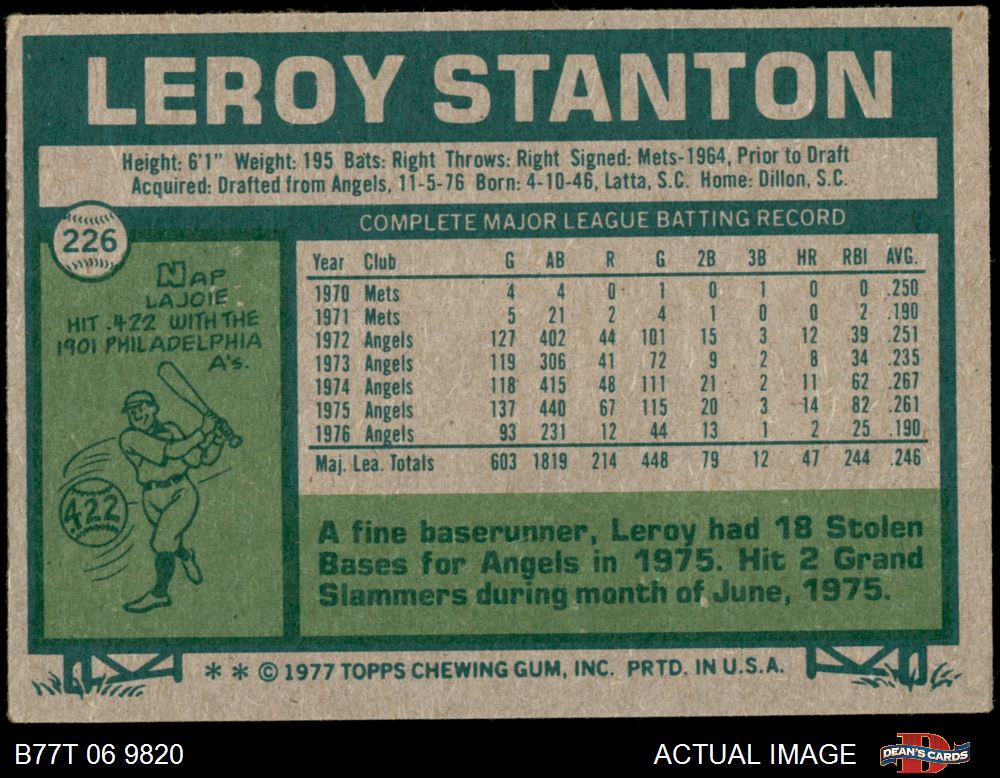 LEROY STANTON
Height: 6'1" Weight: 195 Bats: Right Throws: Right Signed: Mets-1964, Prior to Draft
Acquired: Drafted from Angels, 11-5-76 Born: 4-10-46, Latta, S.C. Home: Dillon, S.C.
226
NAP
LAJOIE
HIT .422 WITH THE
1901 PHILADELPHIA
A's.
422
COMPLETE MAJOR LEAGUE BATTING RECORD
Year Club G AB R G 2B 3B HR RBI AVG.
1970 Mets 4 4 0 1 0 1 0 0 .250
1971 Mets 5 21 2 4 1 0 0 2 .190
1972 Angels 127 402 44 101 15 3 12 39 .251
1973 Angels 119 306 41 72 9 2 8 34 .235
1974 Angels 118 415 48 111 21 2 11 62 .267
1975 Angels 137 440 67 115 20 3 14 82 .261
1976 Angels 93 231 12 44 13 1 2 25 .190
Maj. Lea. Totals 603 1819 214 448 79 12 47 244 .246
A fine baserunner, Leroy had 18 Stolen
Bases for Angels in 1975. Hit 2 Grand
Slammers during month of June, 1975.
* * © 1977 TOPPS CHEWING GUM, INC. PRTD. IN U.S.A.
B77T 06 9820
ACTUAL IMAGE
D
DEAN'S CARDS